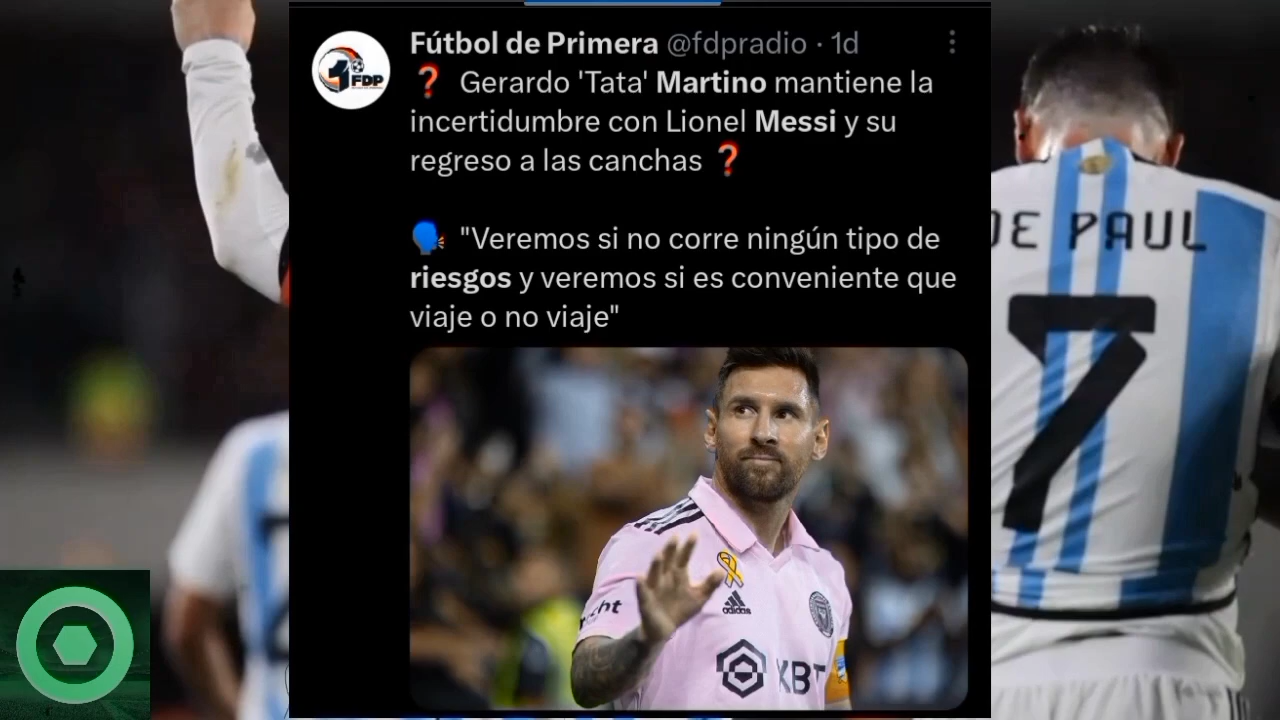 Fútbol de Primera @fdpradio · 1d
❓ Gerardo 'Tata' Martino mantiene la
incertidumbre con Lionel Messi y su
regreso a las canchas ❓
🗣 "Veremos si no corre ningún tipo de
riesgos y veremos si es conveniente que
viaje o no viaje"
1 FDP
DE PAUL
7
adidas
XBT